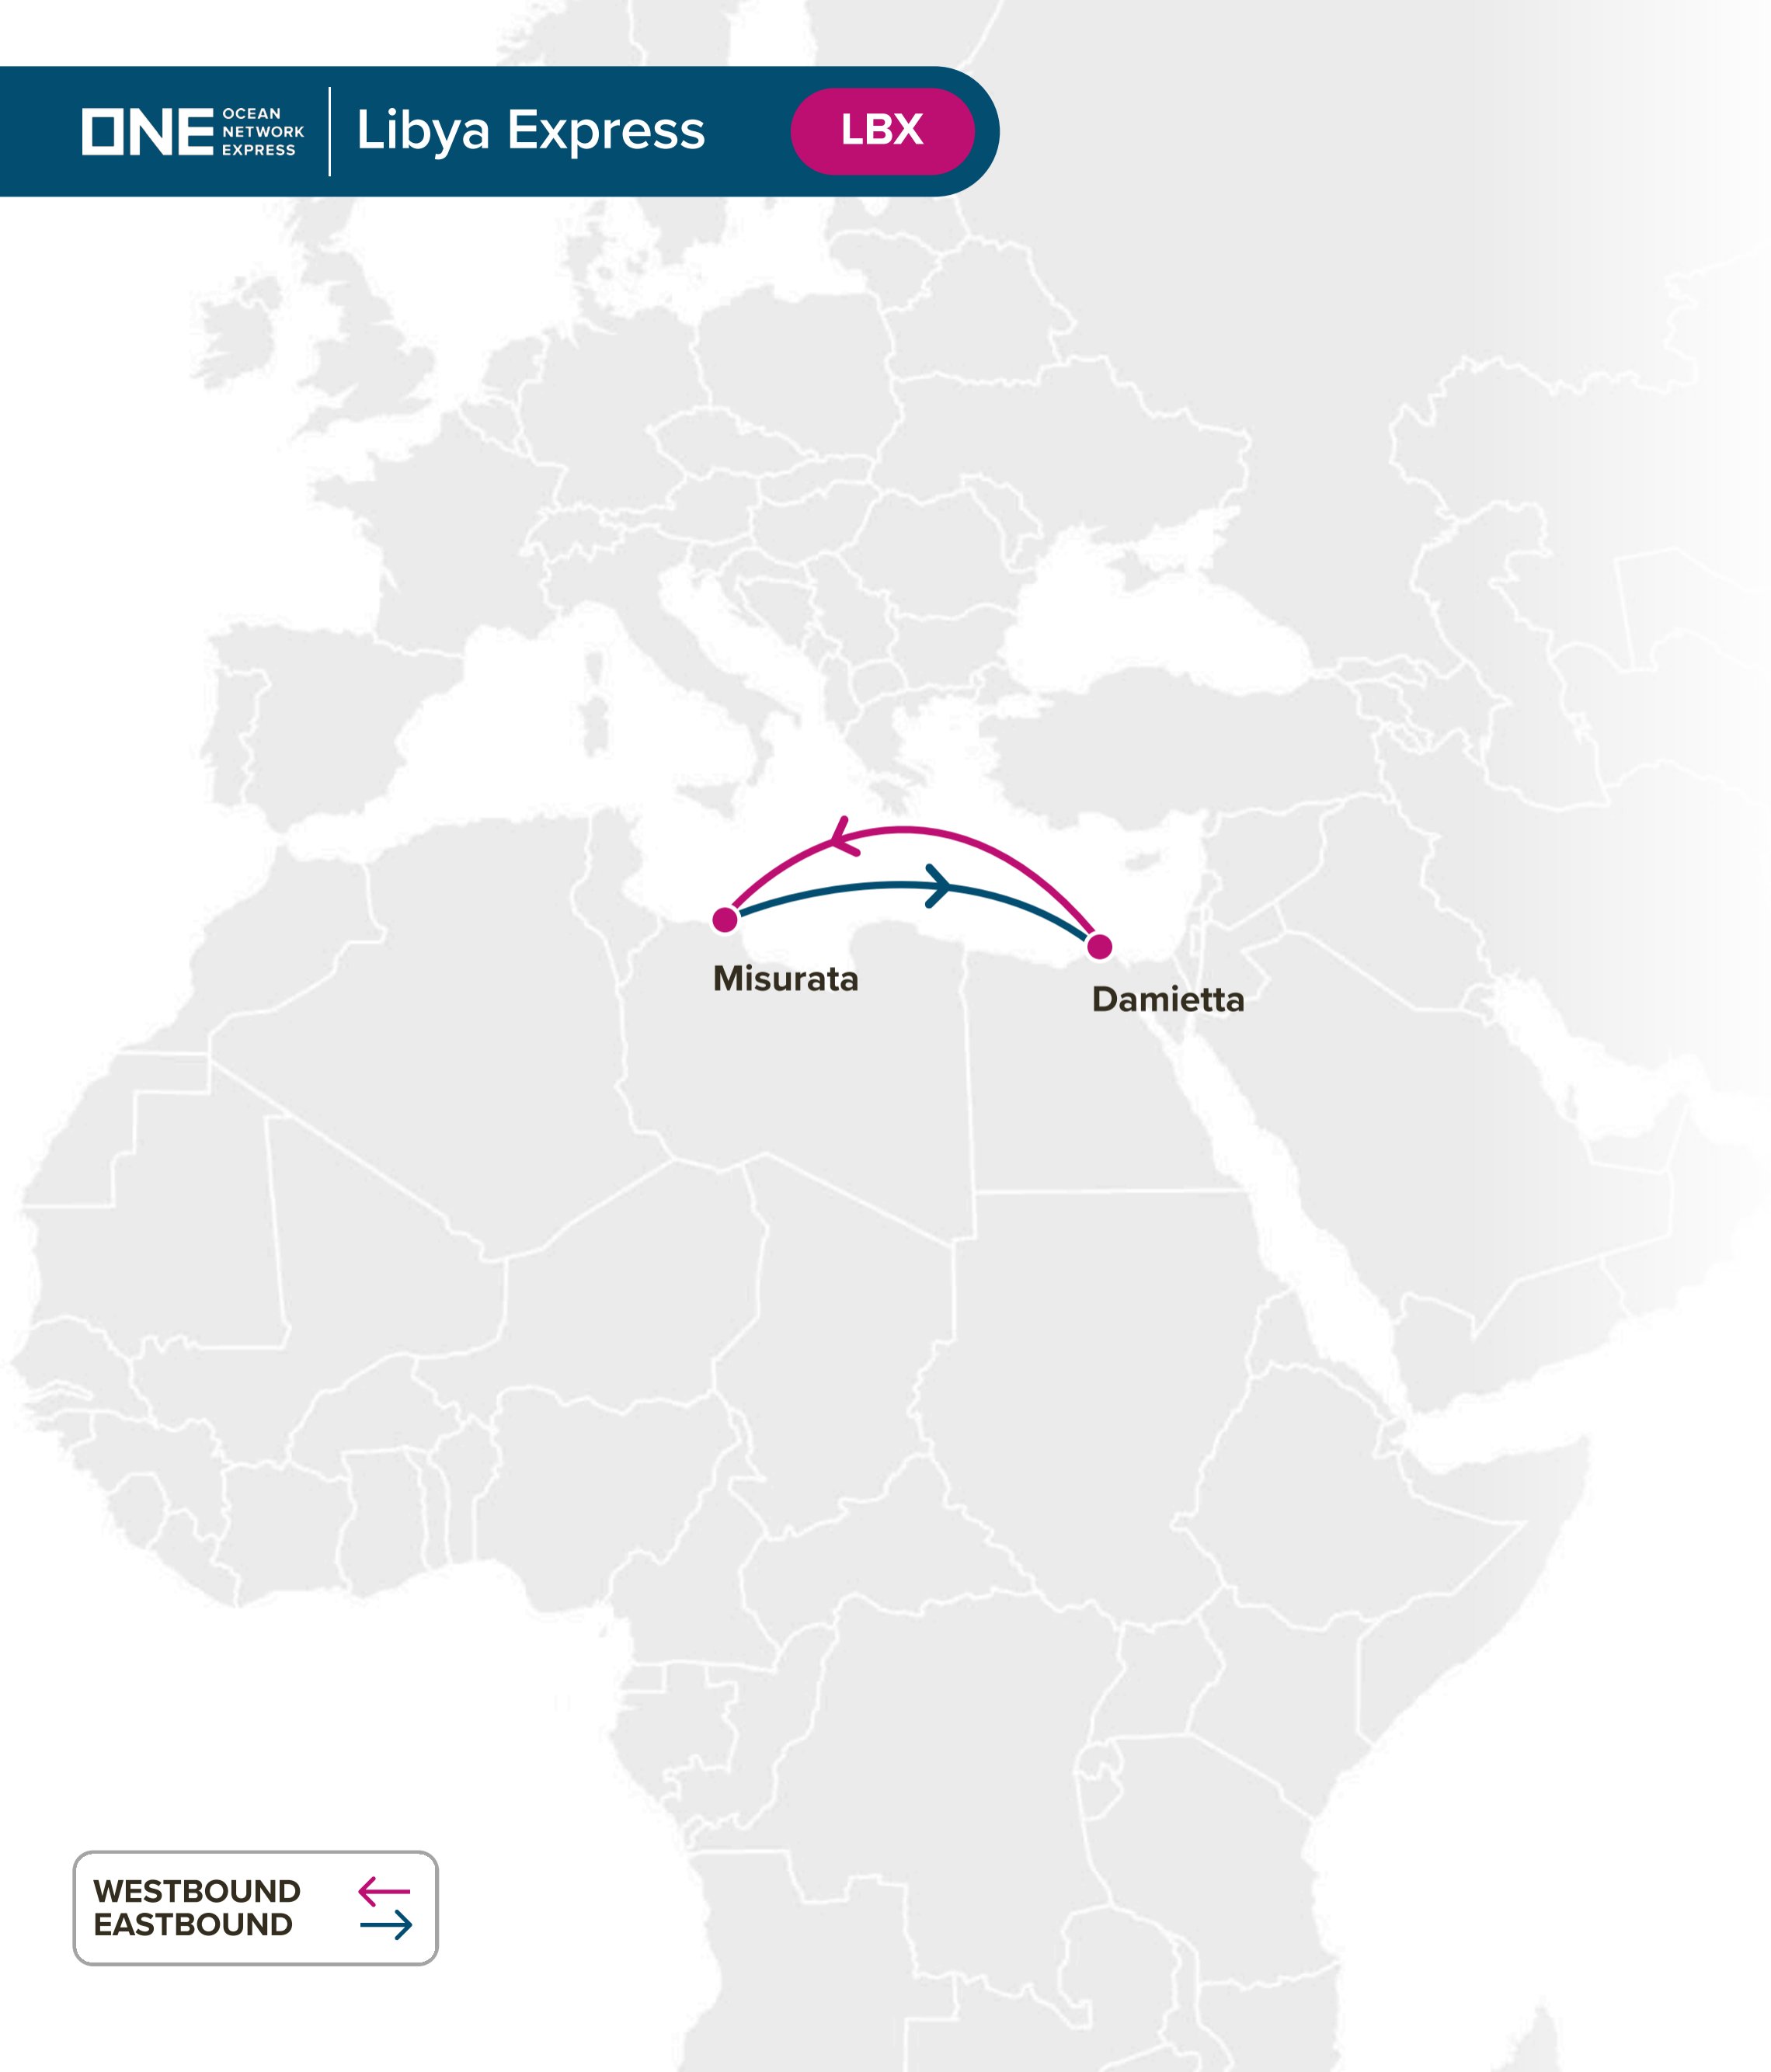 ONE
OCEAN
NETWORK
EXPRESS
Libya Express
LBX
Misurata
Damietta
WESTBOUND
EASTBOUND